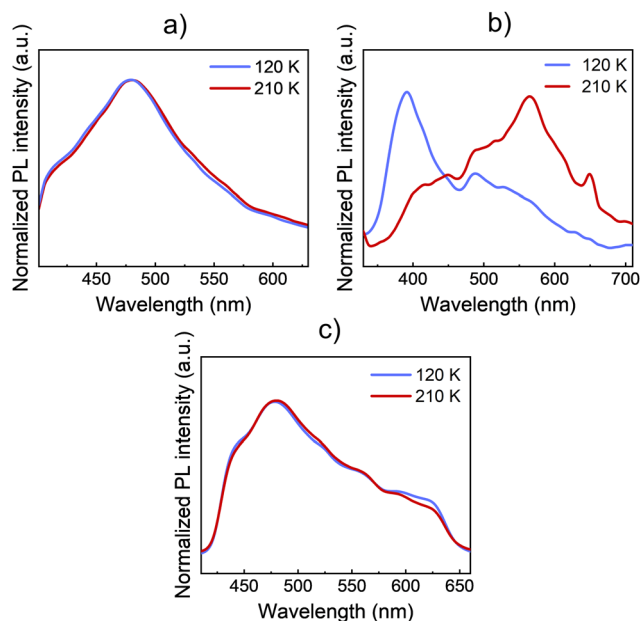 a)
Normalized PL intensity (a.u.)
120 K
210 K
450
500
550
600
Wavelength (nm)
b)
Normalized PL intensity (a.u.)
120 K
210 K
400
500
600
700
Wavelength (nm)
c)
Normalized PL intensity (a.u.)
120 K
210 K
450
500
550
600
650
Wavelength (nm)